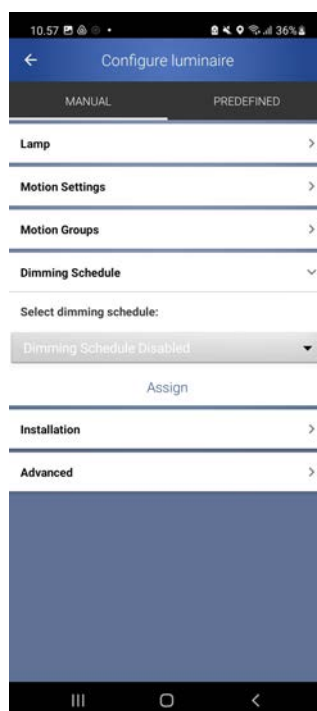 10.57 36%
Configure luminaire
MANUAL PREDEFINED
Lamp
Motion Settings
Motion Groups
Dimming Schedule
Select dimming schedule:
Dimming Schedule Disabled
Assign
Installation
Advanced